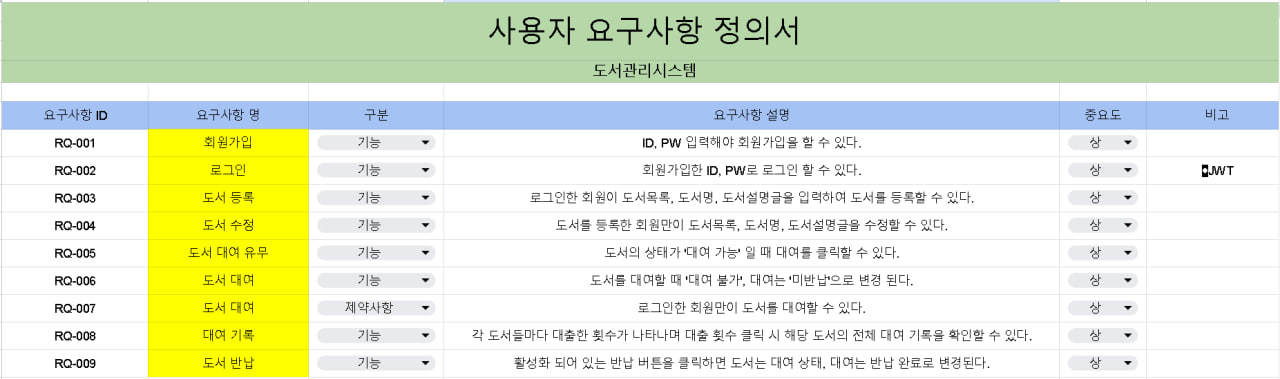 사용자 요구사항 정의서
도서관리시스템
요구사항 ID 요구사항 명 구분 요구사항 설명 중요도 비고
RQ-001 회원가입 기능 ID, PW 입력해야 회원가입을 할 수 있다. 상
RQ-002 로그인 기능 회원가입한 ID, PW로 로그인 할 수 있다. 상 JWT
RQ-003 도서 등록 기능 로그인한 회원이 도서목록, 도서명, 도서설명글을 입력하여 도서를 등록할 수 있다. 상
RQ-004 도서 수정 기능 도서를 등록한 회원만이 도서목록, 도서명, 도서설명글을 수정할 수 있다. 상
RQ-005 도서 대여 유무 기능 도서의 상태가 '대여 가능' 일 때 대여를 클릭할 수 있다. 상
RQ-006 도서 대여 기능 도서를 대여할 때 '대여 불가', 대여는 '미반납'으로 변경 된다. 상
RQ-007 도서 대여 제약사항 로그인한 회원만이 도서를 대여할 수 있다. 상
RQ-008 대여 기록 기능 각 도서들마다 대출한 횟수가 나타나며 대출 횟수 클릭 시 해당 도서의 전체 대여 기록을 확인할 수 있다. 상
RQ-009 도서 반납 기능 활성화 되어 있는 반납 버튼을 클릭하면 도서는 대여 상태, 대여는 반납 완료로 변경된다. 상